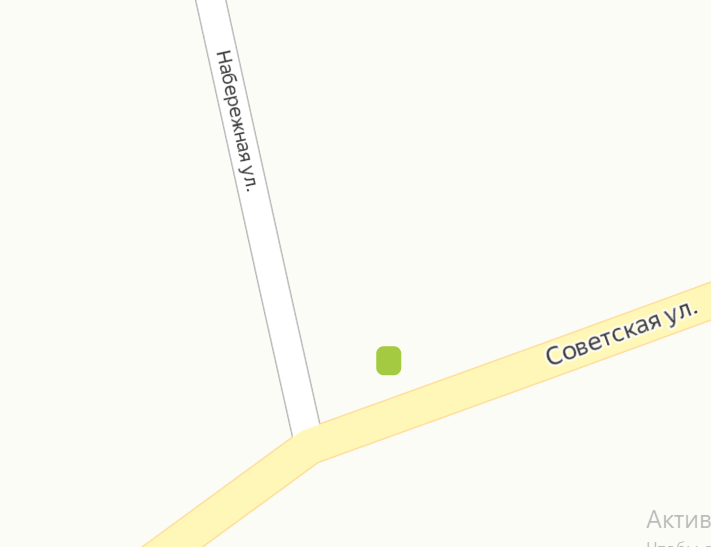 Набережная ул.
Советская ул.
Актив